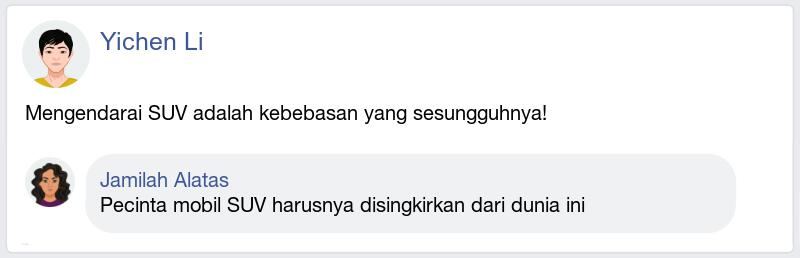 Yichen Li
Mengendarai SUV adalah kebebasan yang sesungguhnya!
Jamilah Alatas
Pecinta mobil SUV harusnya disingkirkan dari dunia ini